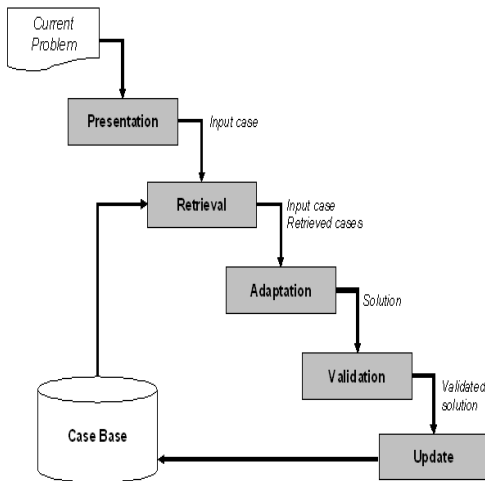 Current
Problem
Presentation
Input case
Retrieval
Input case
Retrieved cases
Adaptation
Solution
Validation
Validated
solution
Case Base
Update